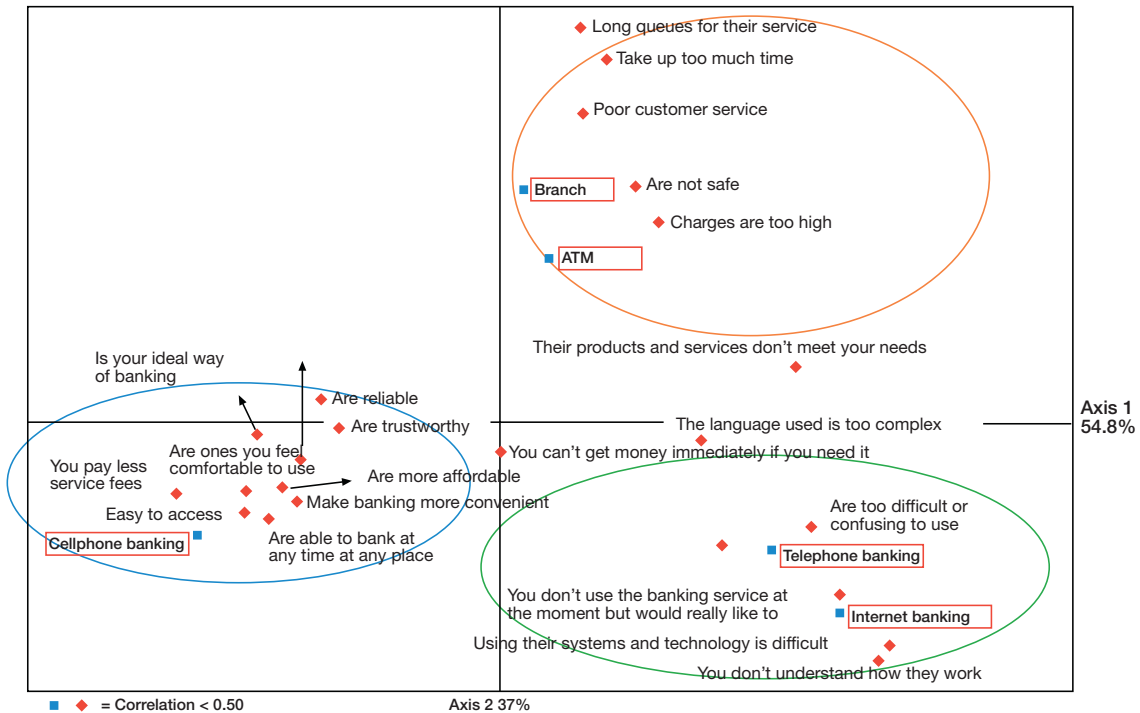 Long queues for their service
Take up too much time
Poor customer service
Branch
Are not safe
Charges are too high
ATM
Their products and services don’t meet your needs
Is your ideal way
of banking
Are reliable
Axis 1
54.8%
Are trustworthy
The language used is too complex
Are ones you feel
comfortable to use
You can’t get money immediately if you need it
You pay less
service fees
Are more affordable
Make banking more convenient
Easy to access
Are able to bank at
any time at any place
Cellphone banking
Are too difficult or
confusing to use
Telephone banking
You don’t use the banking service at
the moment but would really like to
Internet banking
Using their systems and technology is difficult
You don’t understand how they work
= Correlation < 0.50
Axis 2 37%